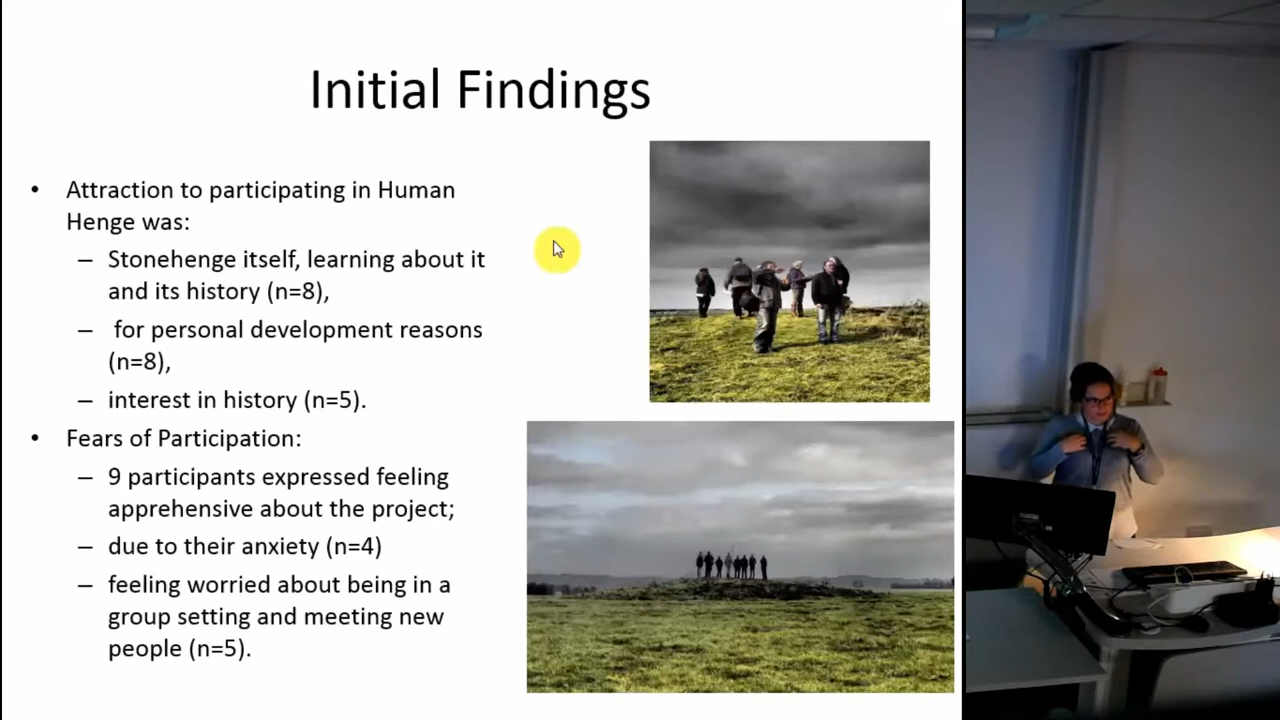 Initial Findings
• Attraction to participating in Human
Henge was:
– Stonehenge itself, learning about it
and its history (n=8),
– for personal development reasons
(n=8),
– interest in history (n=5).
• Fears of Participation:
– 9 participants expressed feeling
apprehensive about the project;
– due to their anxiety (n=4)
– feeling worried about being in a
group setting and meeting new
people (n=5).